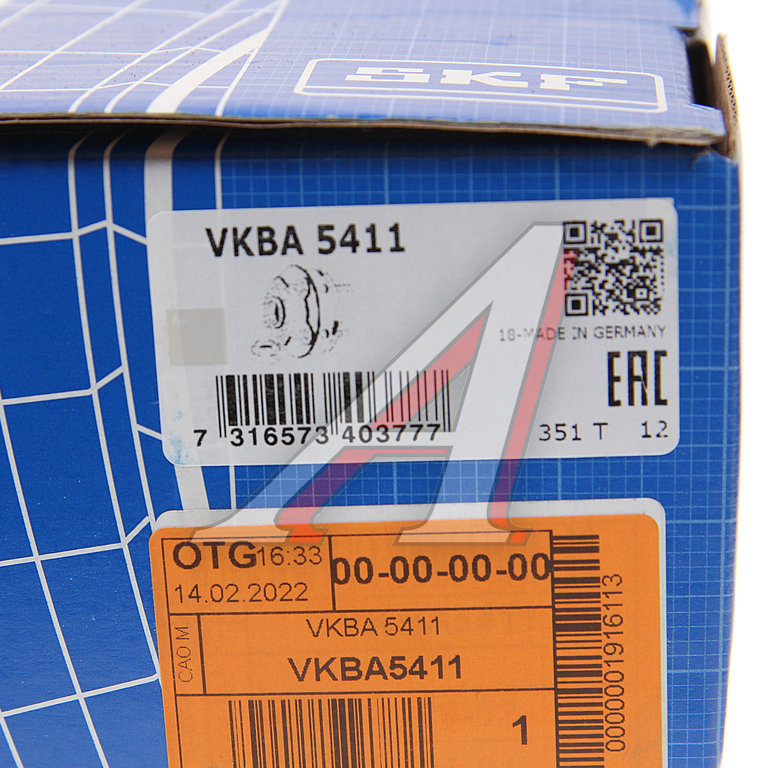 SKF
VKBA 5411
18-MADE IN GERMANY
EAC
7 316573 403777
351 T 12
OTG 16:33
14.02.2022
00-00-00-00
CAO M.
VKBA 5411
VKBA5411
1
0000001916113